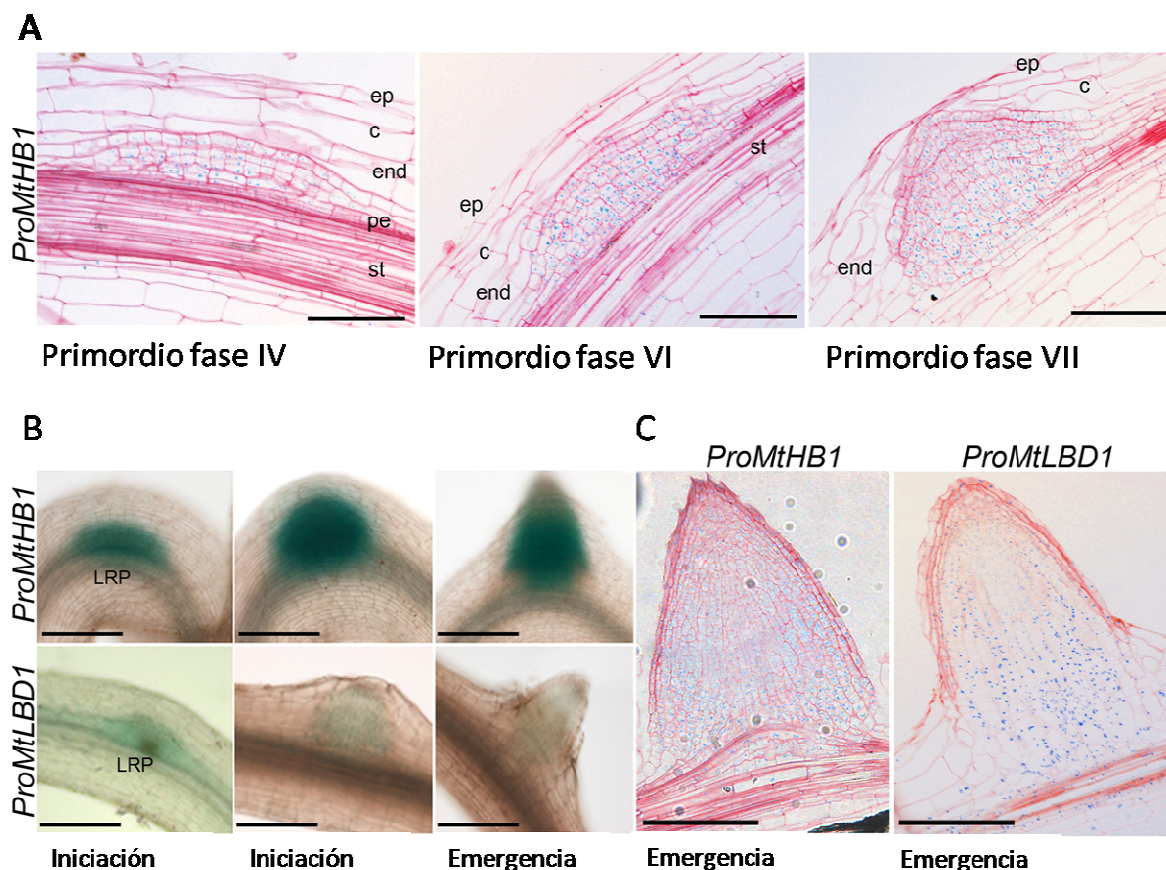 A
ProMtHB1
ep
c
end
pe
st
ep
c
end
st
ep
c
end
Primordio fase IV
Primordio fase VI
Primordio fase VII
B
ProMtHB1
LRP
ProMtLBD1
LRP
Iniciación
Iniciación
Emergencia
C
ProMtHB1
ProMtLBD1
Emergencia
Emergencia